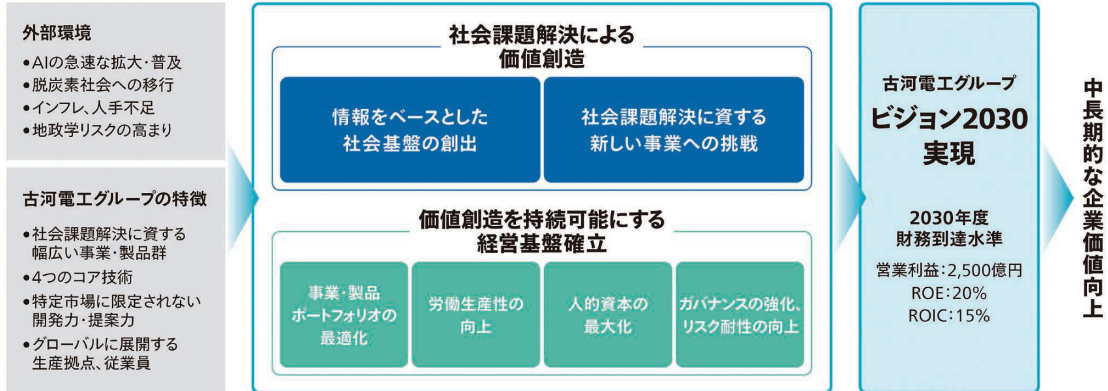 外部環境
•AIの急速な拡大・普及
•脱炭素社会への移行
•インフレ、人手不足
•地政学リスクの高まり
古河電工グループの特徴
•社会課題解決に資する
幅広い事業・製品群
•4つのコア技術
•特定市場に限定されない
開発力・提案力
•グローバルに展開する
生産拠点、従業員
社会課題解決による
価値創造
情報をベースとした
社会基盤の創出
社会課題解決に資する
新しい事業への挑戦
価値創造を持続可能にする
経営基盤確立
事業・製品
ポートフォリオの
最適化
労働生産性の
向上
人的資本の
最大化
ガバナンスの強化、
リスク耐性の向上
古河電工グループ
ビジョン2030
実現
2030年度
財務到達水準
営業利益:2,500億円
ROE:20%
ROIC:15%
中長期的な企業価値向上